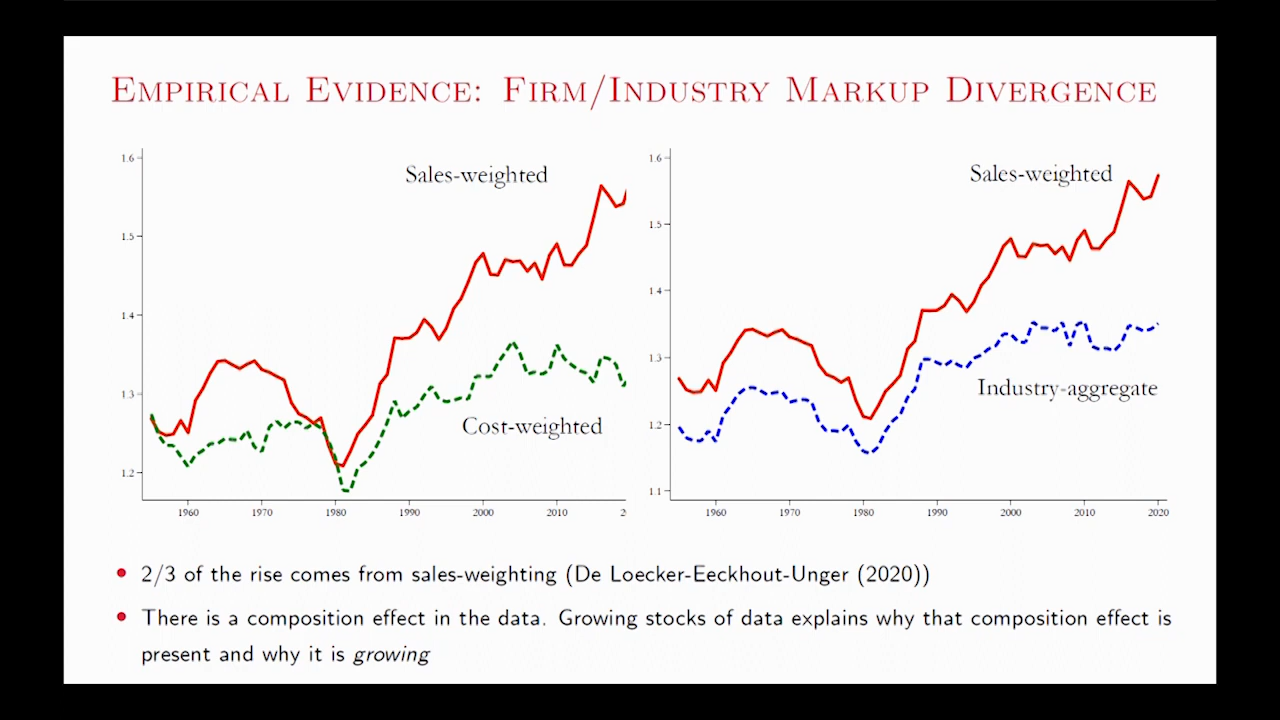 EMPIRICAL EVIDENCE: FIRM/INDUSTRY MARKUP DIVERGENCE
1.6
1.5
1.4
1.3
1.2
Sales-weighted
Cost-weighted
1960 1970 1980 1990 2000 2010 2
1.6
1.5
1.4
1.3
1.2
1.1
Sales-weighted
Industry-aggregate
1960 1970 1980 1990 2000 2010 2020
• 2/3 of the rise comes from sales-weighting (De Loecker-Eeckhout-Unger (2020))
• There is a composition effect in the data. Growing stocks of data explains why that composition effect is
present and why it is growing